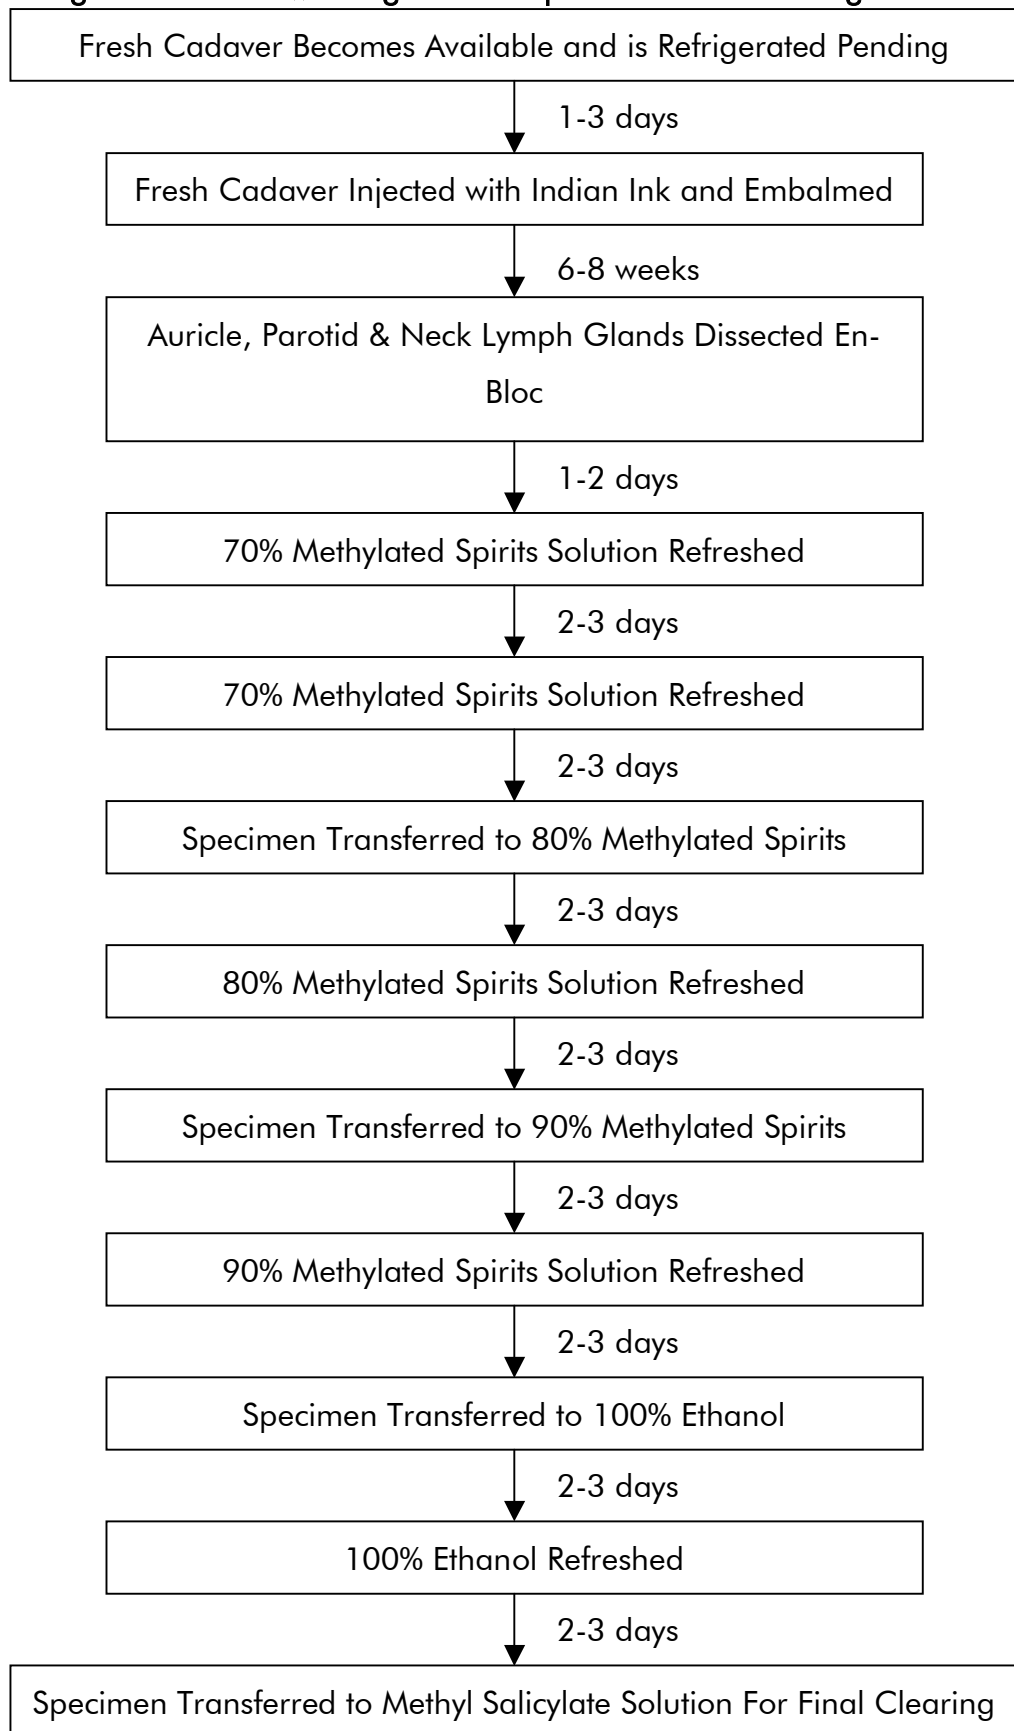 Fresh Cadaver Becomes Available and is Refrigerated Pending
1-3 days
Fresh Cadaver Injected with Indian Ink and Embalmed
6-8 weeks
Auricle, Parotid & Neck Lymph Glands Dissected En-
Bloc
1-2 days
70% Methylated Spirits Solution Refreshed
2-3 days
70% Methylated Spirits Solution Refreshed
2-3 days
Specimen Transferred to 80% Methylated Spirits
2-3 days
80% Methylated Spirits Solution Refreshed
2-3 days
Specimen Transferred to 90% Methylated Spirits
2-3 days
90% Methylated Spirits Solution Refreshed
2-3 days
Specimen Transferred to 100% Ethanol
2-3 days
100% Ethanol Refreshed
2-3 days
Specimen Transferred to Methyl Salicylate Solution For Final Clearing